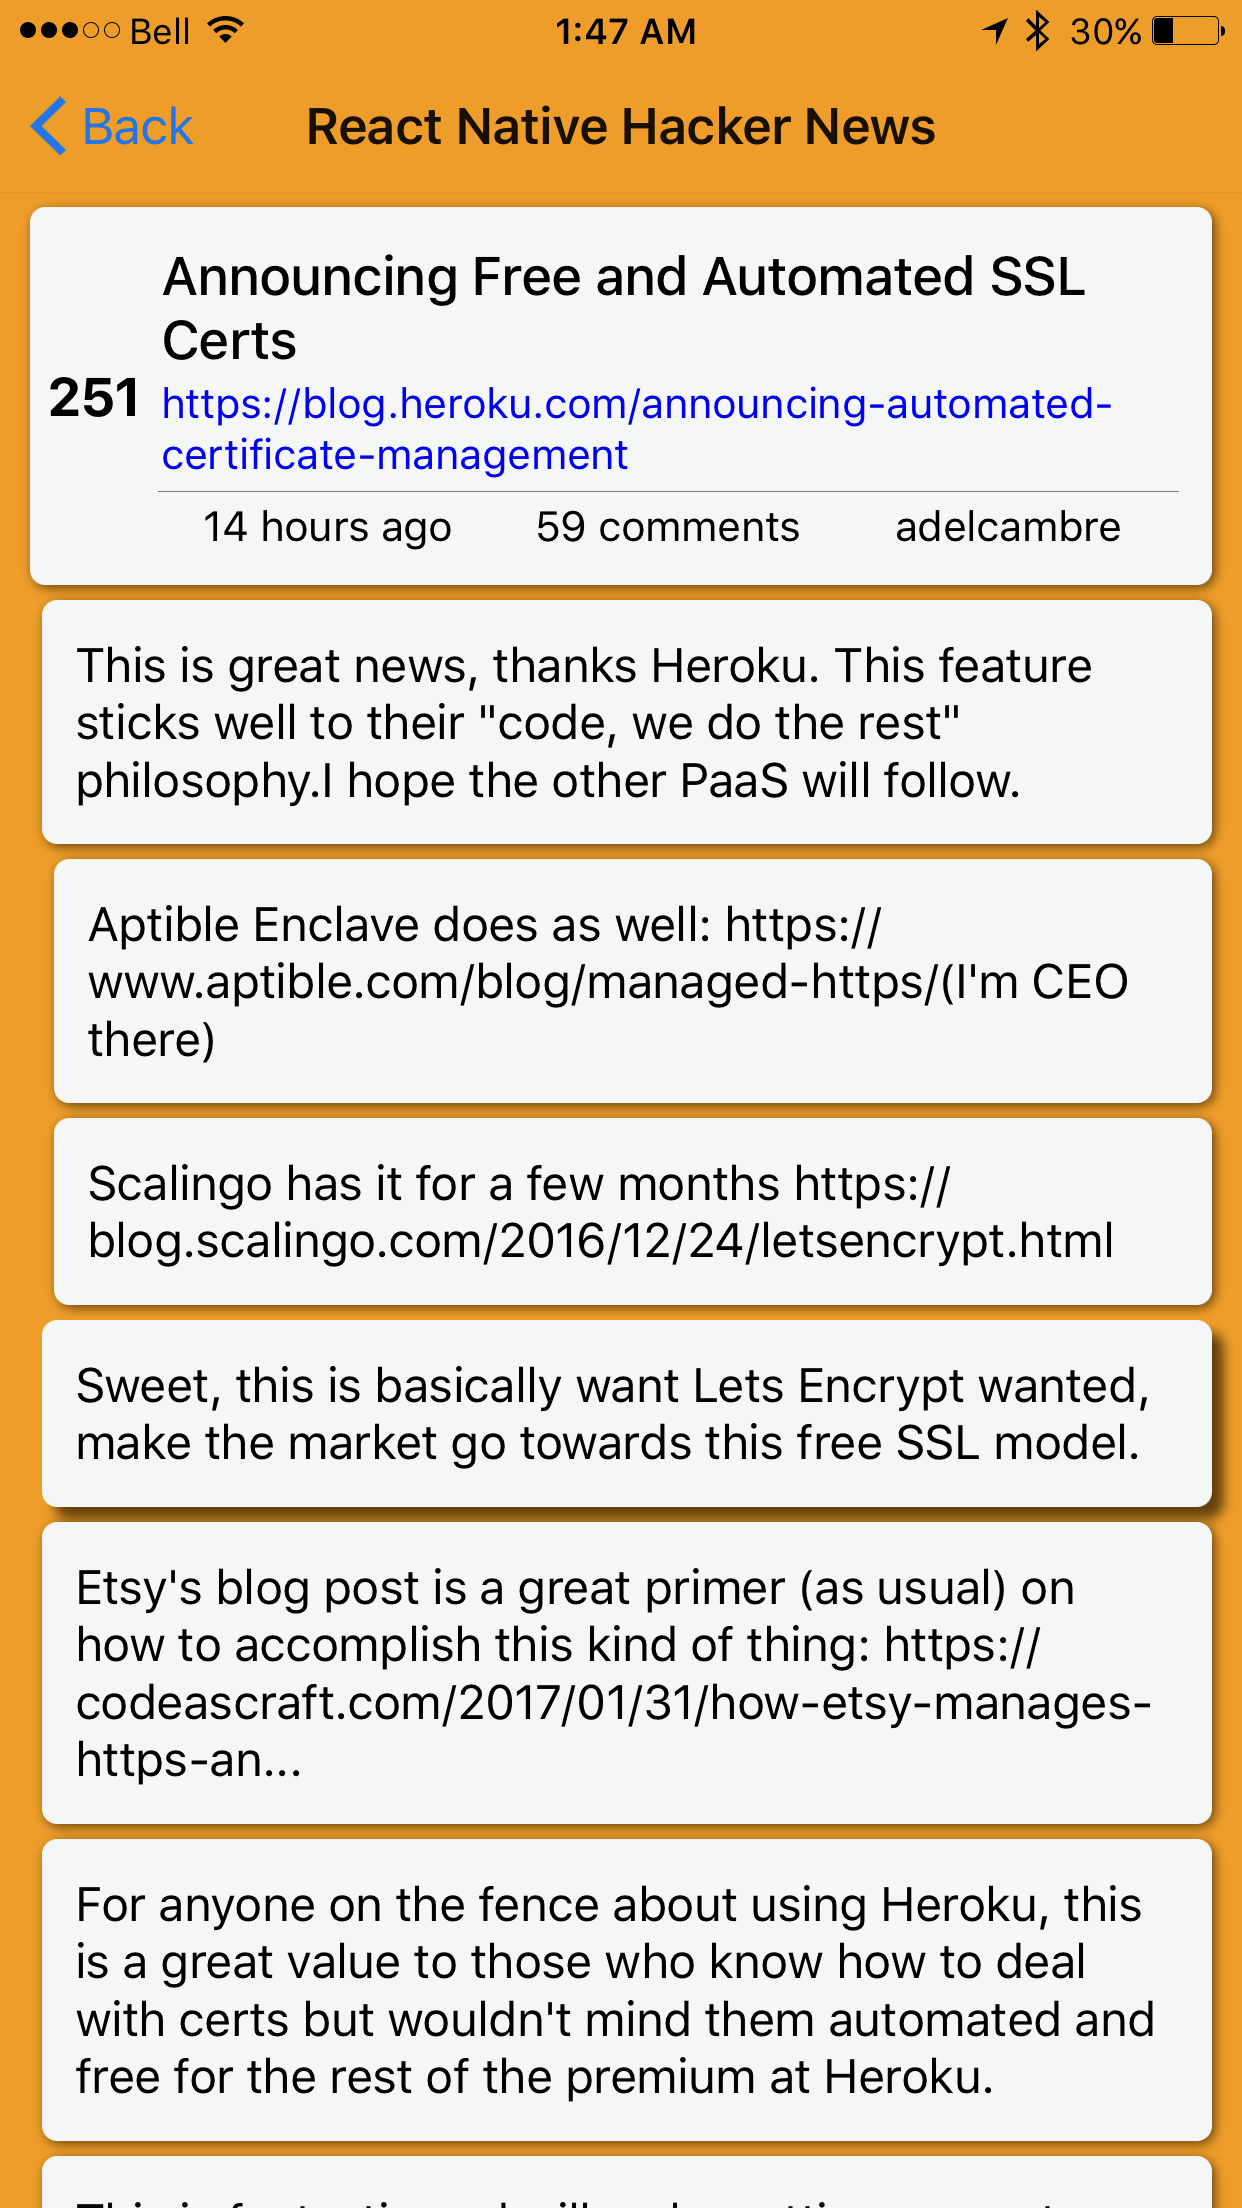 Bell
1:47 AM
30%
Back
React Native Hacker News
Announcing Free and Automated SSL
Certs
251
https://blog.heroku.com/announcing-automated-
certificate-management
14 hours ago 59 comments adelcambre
This is great news, thanks Heroku. This feature
sticks well to their "code, we do the rest"
philosophy.I hope the other PaaS will follow.
Aptible Enclave does as well: https://
www.aptible.com/blog/managed-https/(I'm CEO
there)
Scalingo has it for a few months https://
blog.scalingo.com/2016/12/24/letsencrypt.html
Sweet, this is basically want Lets Encrypt wanted,
make the market go towards this free SSL model.
Etsy's blog post is a great primer (as usual) on
how to accomplish this kind of thing: https://
codeascraft.com/2017/01/31/how-etsy-manages-
https-an...
For anyone on the fence about using Heroku, this
is a great value to those who know how to deal
with certs but wouldn't mind them automated and
free for the rest of the premium at Heroku.